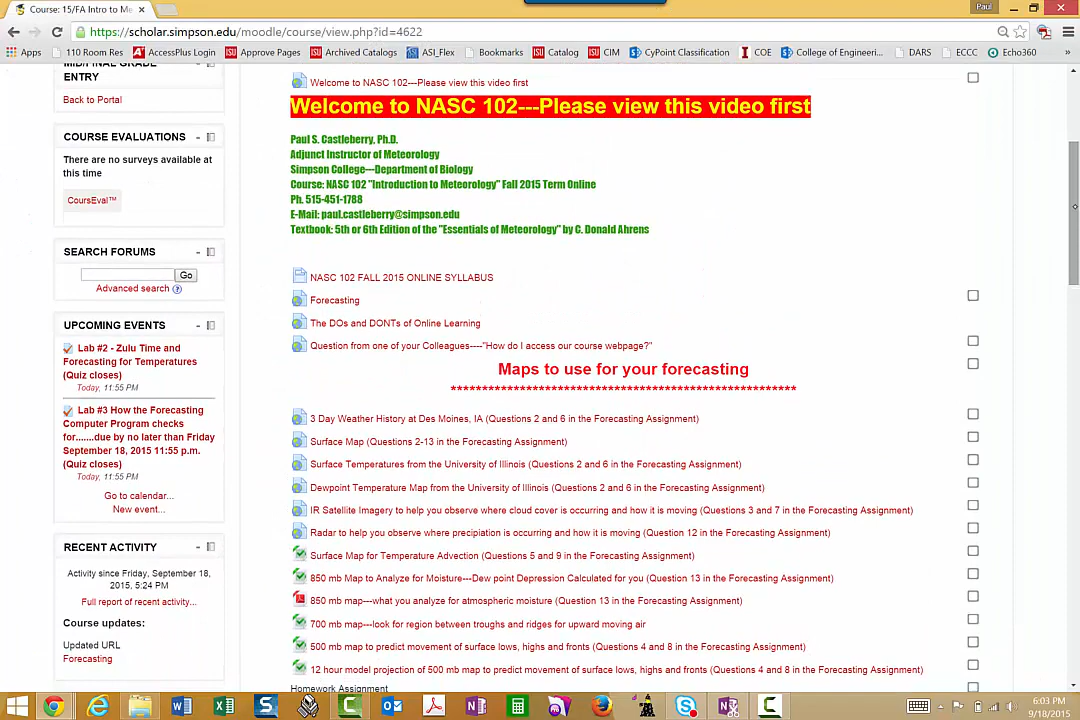 Course: 15/FA Intro to Me
Paul
https://scholar.simpson.edu/moodle/course/view.php?id=4622
Apps 110 Room Res AccessPlus Login Approve Pages Archived Catalogs ASI_Flex Bookmarks Catalog CIM CyPoint Classification COE College of Engineeri... DARS ECCC Echo360 »
MID/FINAL GRADE
ENTRY
Back to Portal
COURSE EVALUATIONS
There are no surveys available at
this time
CoursEval™
SEARCH FORUMS
Go
Advanced search
UPCOMING EVENTS
Lab #2 - Zulu Time and
Forecasting for Temperatures
(Quiz closes)
Today, 11:55 PM
Lab #3 How the Forecasting
Computer Program checks
for.......due by no later than Friday
September 18, 2015 11:55 p.m.
(Quiz closes)
Today, 11:55 PM
Go to calendar...
New event...
RECENT ACTIVITY
Activity since Friday, September 18,
2015, 5:24 PM
Full report of recent activity...
Course updates:
Updated URL
Forecasting
Welcome to NASC 102---Please view this video first
Welcome to NASC 102---Please view this video first
Paul S. Castleberry, Ph.D.
Adjunct Instructor of Meteorology
Simpson College---Department of Biology
Course: NASC 102 "Introduction to Meteorology" Fall 2015 Term Online
Ph. 515-451-1788
E-Mail: paul.castleberry@simpson.edu
Textbook: 5th or 6th Edition of the "Essentials of Meteorology" by C. Donald Ahrens
NASC 102 FALL 2015 ONLINE SYLLABUS
Forecasting
The DOs and DONTs of Online Learning
Question from one of your Colleagues----"How do I access our course webpage?"
Maps to use for your forecasting
3 Day Weather History at Des Moines, IA (Questions 2 and 6 in the Forecasting Assignment)
Surface Map (Questions 2-13 in the Forecasting Assignment)
Surface Temperatures from the University of Illinois (Questions 2 and 6 in the Forecasting Assignment)
Dewpoint Temperature Map from the University of Illinois (Questions 2 and 6 in the Forecasting Assignment)
IR Satellite Imagery to help you observe where cloud cover is occurring and how it is moving (Questions 3 and 7 in the Forecasting Assignment)
Radar to help you observe where precipiation is occurring and how it is moving (Question 12 in the Forecasting Assignment)
Surface Map for Temperature Advection (Questions 5 and 9 in the Forecasting Assignment)
850 mb Map to Analyze for Moisture---Dew point Depression Calculated for you (Question 13 in the Forecasting Assignment)
850 mb map---what you analyze for atmospheric moisture (Question 13 in the Forecasting Assignment)
700 mb map---look for region between troughs and ridges for upward moving air
500 mb map to predict movement of surface lows, highs and fronts (Questions 4 and 8 in the Forecasting Assignment)
12 hour model projection of 500 mb map to predict movement of surface lows, highs and fronts (Questions 4 and 8 in the Forecasting Assignment)
Homework Assignment
6:03 PM
9/18/2015